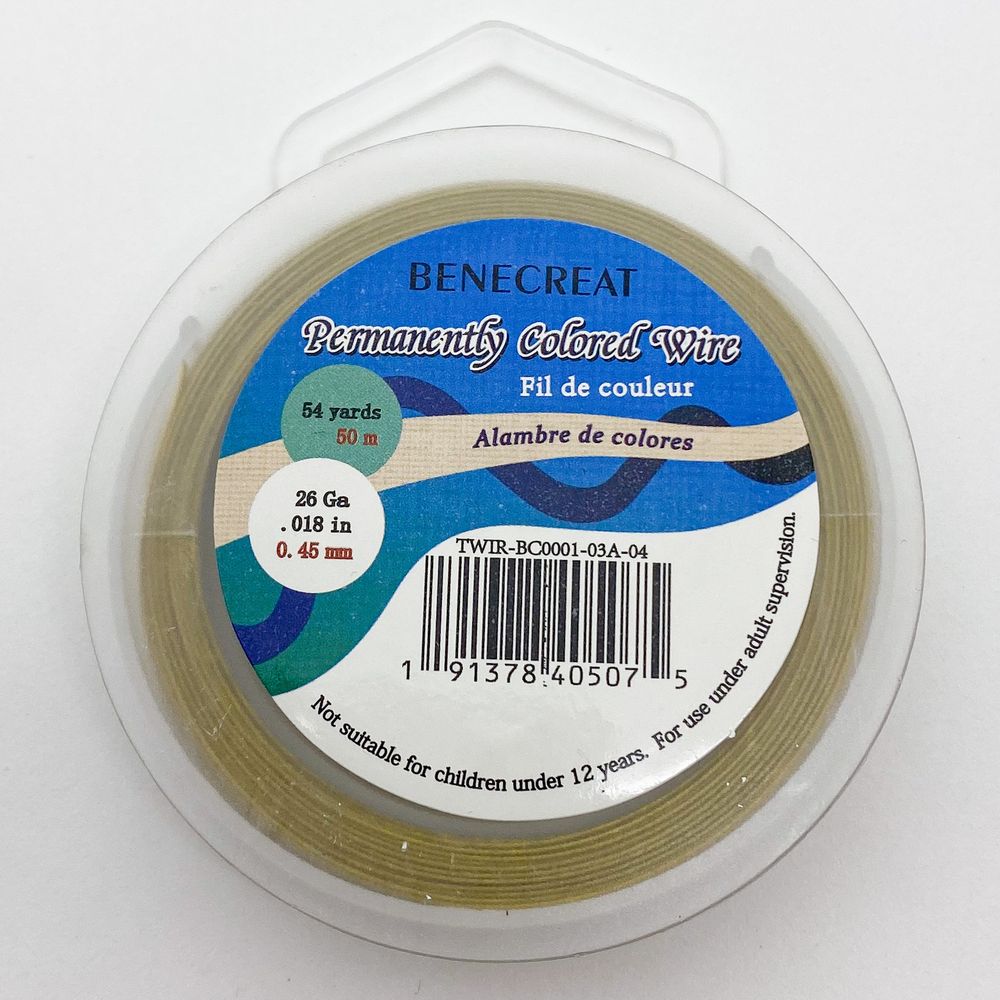 BENECREAT
Permanently Colored Wire
Fil de couleur
Alambre de colores
54 yards
50 m
26 Ga
.018 in
0.45 mm
TWIR-BC0001-03A-04
1 91378 40507 5
Not suitable for children under 12 years. For use under adult supervision.